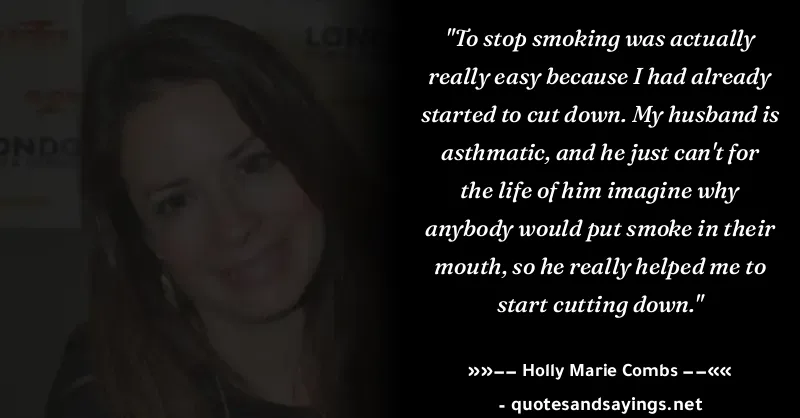 "To stop smoking was actually
really easy because I had already
started to cut down. My husband is
asthmatic, and he just can't for
the life of him imagine why
anybody would put smoke in their
mouth, so he really helped me to
start cutting down."
»»−− Holly Marie Combs −−««
- quotesandsayings.net
LON
ONDO